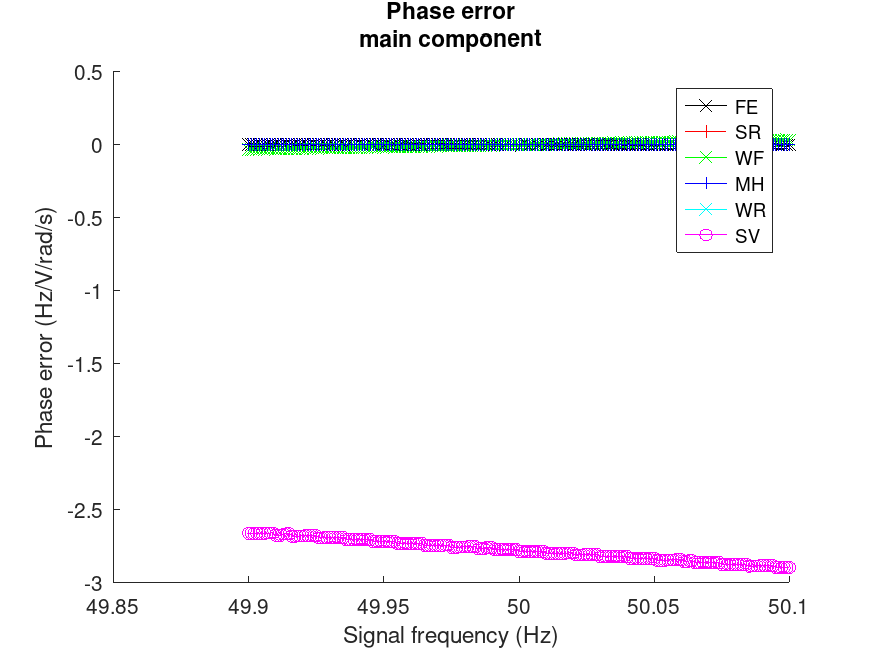 Phase error
main component
0.5
0
-0.5
-1
-1.5
-2
-2.5
-3
49.85
49.9
49.95
50
50.05
50.1
Phase error (Hz/V/rad/s)
Signal frequency (Hz)
FE
SR
WF
MH
WR
SV